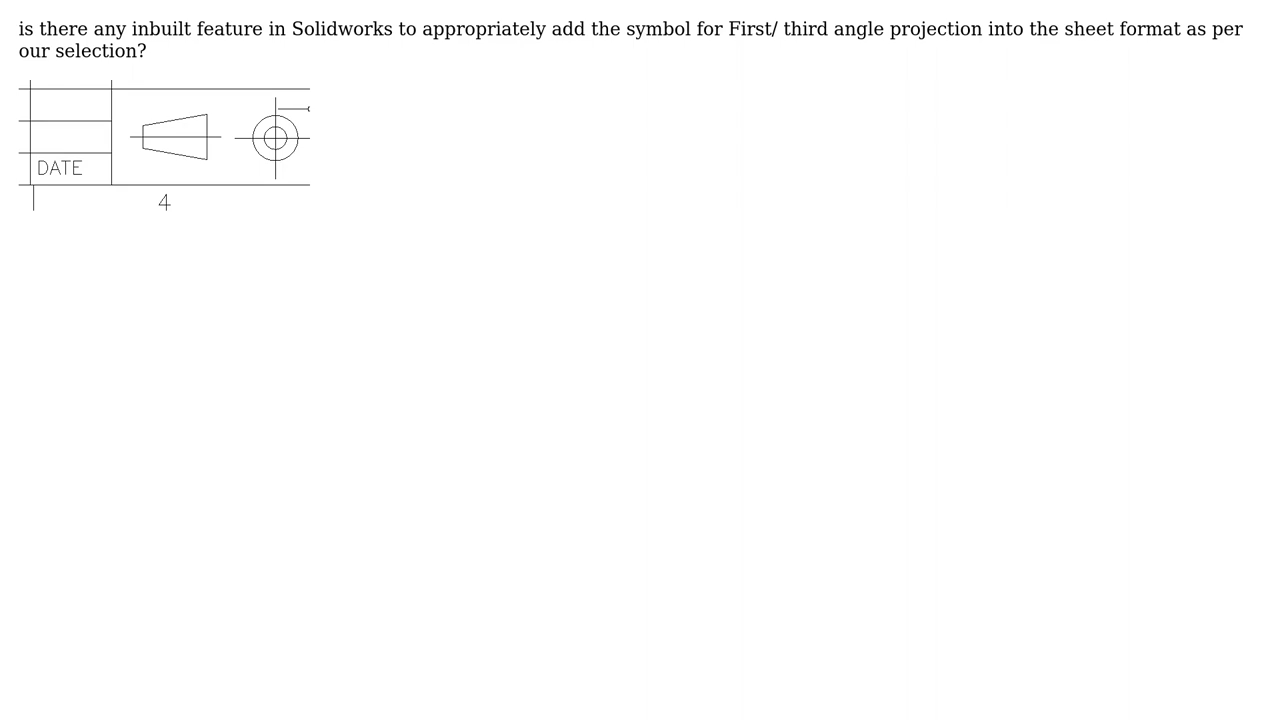 is there any inbuilt feature in Solidworks to appropriately add the symbol for First/ third angle projection into the sheet format as per
our selection?
DATE
4